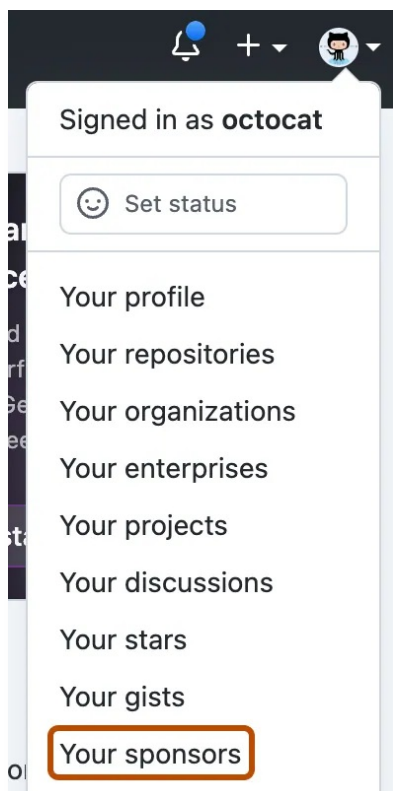 Signed in as octocat
Set status
Your profile
Your repositories
Your organizations
Your enterprises
Your projects
Your discussions
Your stars
Your gists
Your sponsors